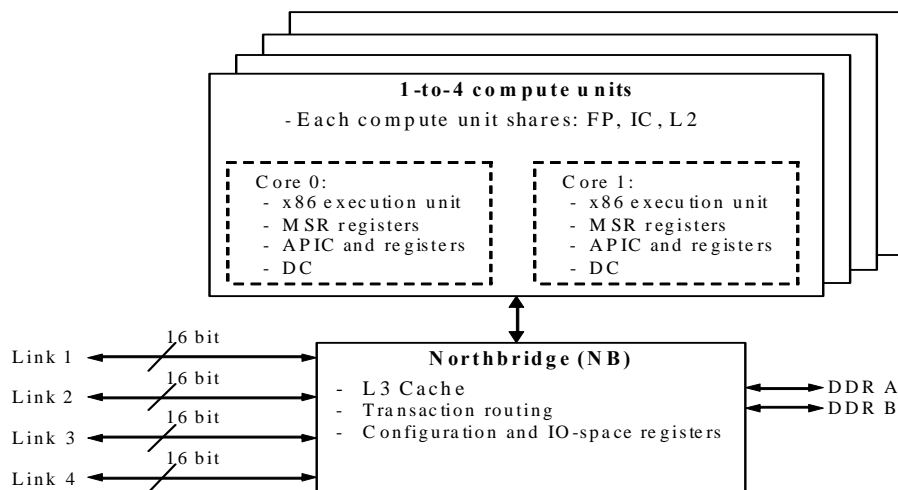 1-to-4 compute units
- Each compute unit shares: FP, IC, L2
Core 0:
- x86 execution unit
- MSR registers
- APIC and registers
- DC
Core 1:
- x86 execution unit
- MSR registers
- APIC and registers
- DC
16 bit
Link 1
16 bit
Link 2
16 bit
Link 3
16 bit
Link 4
Northbridge (NB)
- L3 Cache
- Transaction routing
- Configuration and IO-space registers
DDR A
DDR B